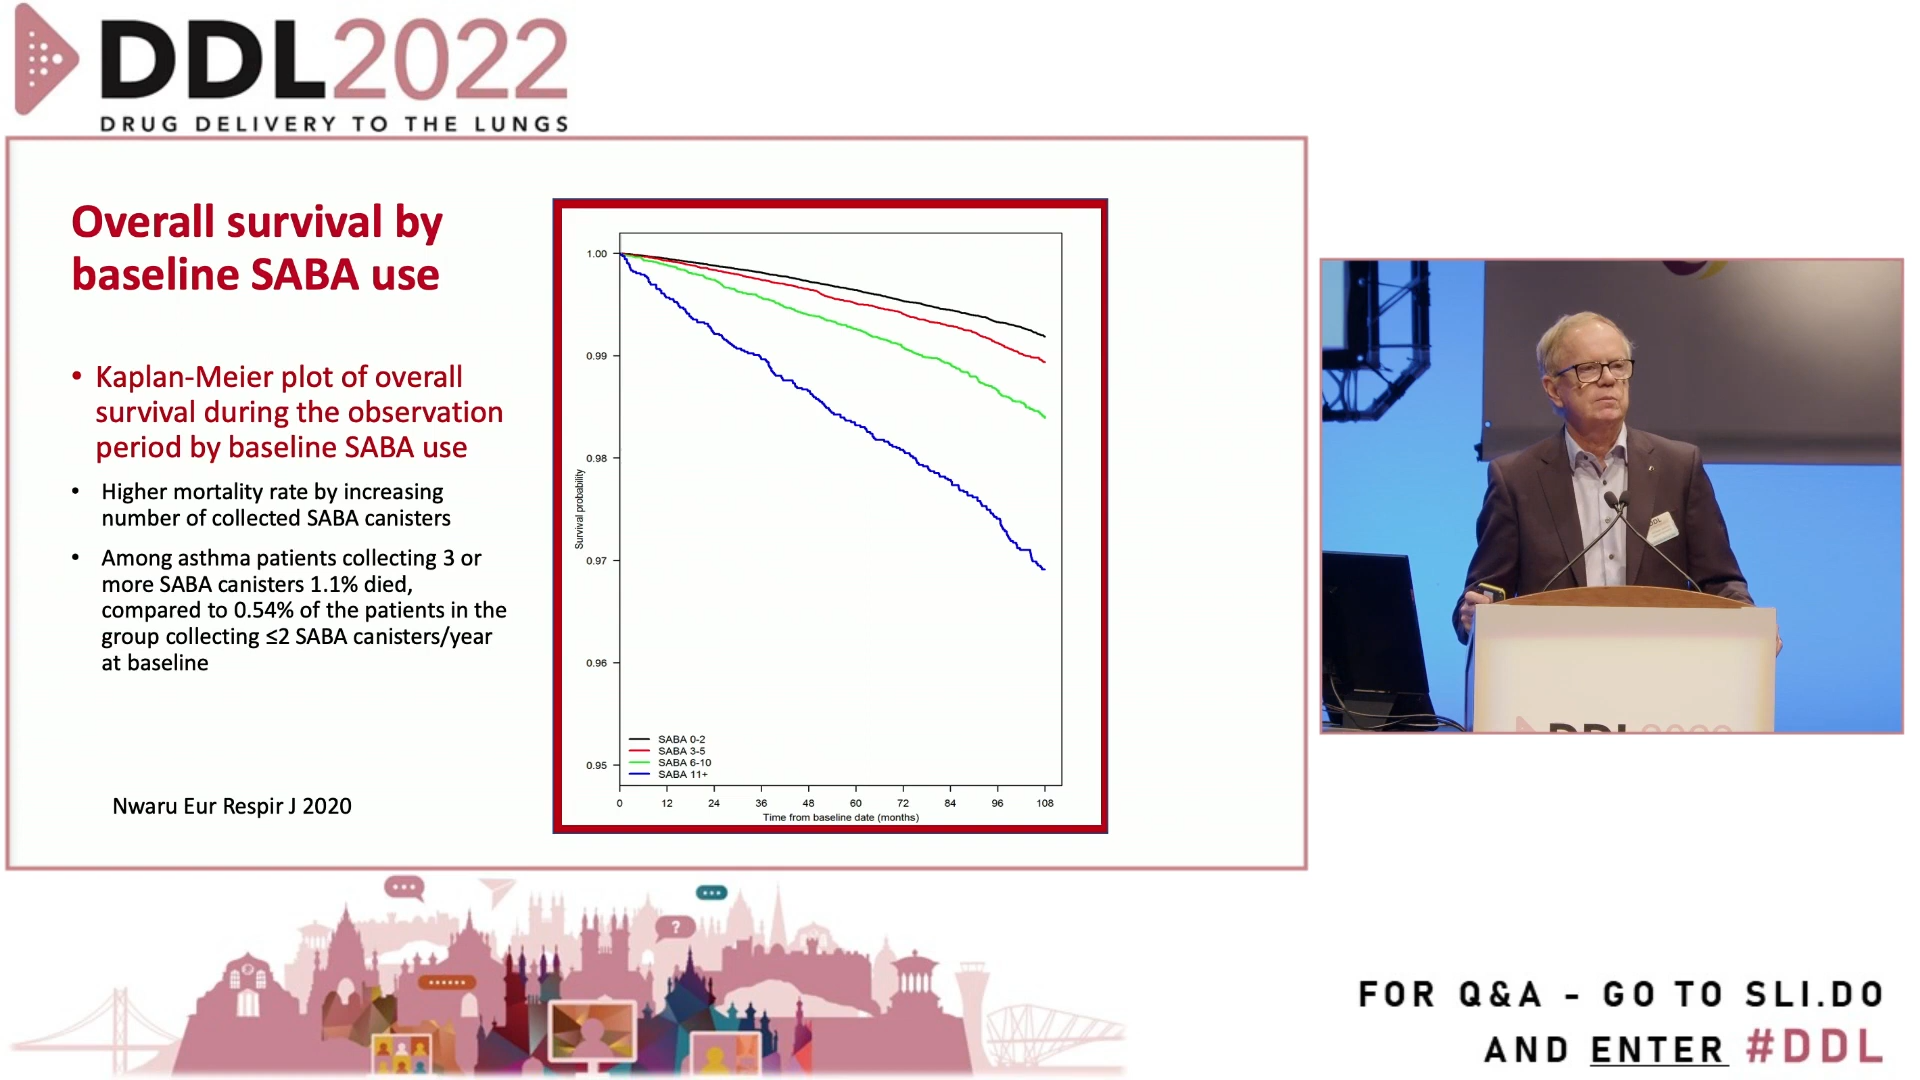 DDL2022
DRUG DELIVERY TO THE LUNGS
Overall survival by
baseline SABA use
• Kaplan-Meier plot of overall
survival during the observation
period by baseline SABA use
• Higher mortality rate by increasing
number of collected SABA canisters
• Among asthma patients collecting 3 or
more SABA canisters 1.1% died,
compared to 0.54% of the patients in the
group collecting ≤2 SABA canisters/year
at baseline
Nwaru Eur Respir J 2020
Survival probability
1.00
0.99
0.98
0.97
0.96
0.95
SABA 0-2
SABA 3-5
SABA 6-10
SABA 11+
0 12 24 36 48 60 72 84 96 108
Time from baseline date (months)
DDL
DDL2022
?
FOR Q&A - GO TO SLI.DO
AND ENTER #DDL